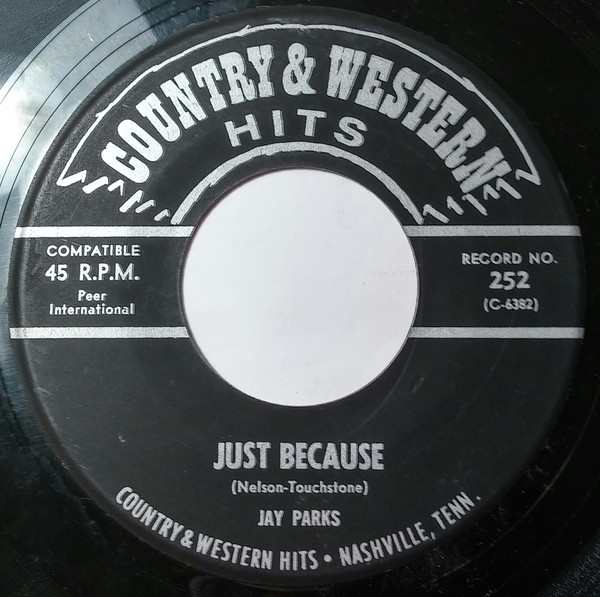 COUNTRY & WESTERN
HITS
COMPATIBLE
45 R.P.M.
Peer
International
RECORD NO.
252
(C-6382)
JUST BECAUSE
(Nelson-Touchstone)
JAY PARKS
COUNTRY & WESTERN HITS • NASHVILLE, TENN.